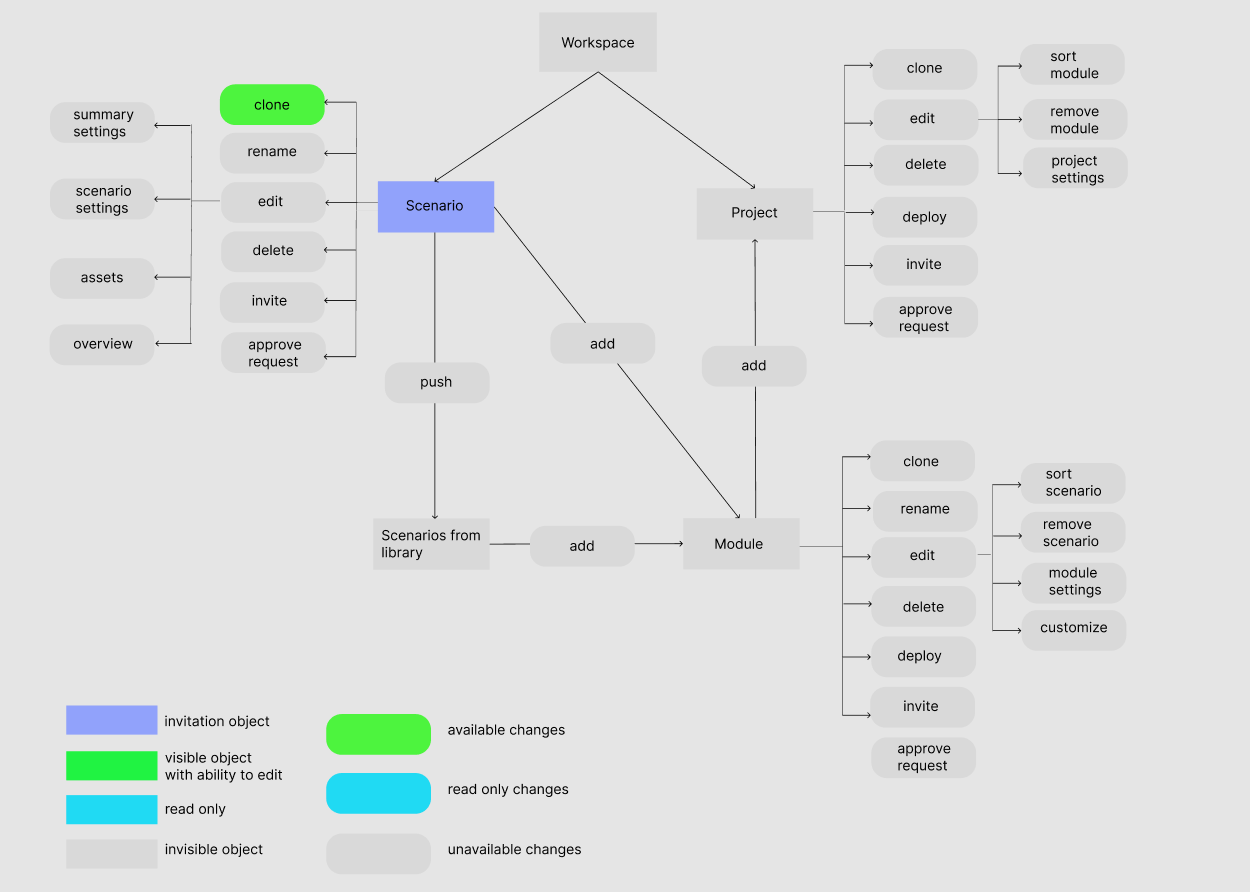 Workspace
summary
settings
scenario
settings
assets
overview
clone
rename
edit
delete
invite
approve
request
Scenario
Project
clone
edit
delete
deploy
invite
approve
request
sort
module
remove
module
project
settings
push
add
add
Scenarios from
library
add
Module
clone
rename
edit
delete
deploy
invite
approve
request
sort
scenario
remove
scenario
module
settings
customize
invitation object
visible object
with ability to edit
read only
invisible object
available changes
read only changes
unavailable changes